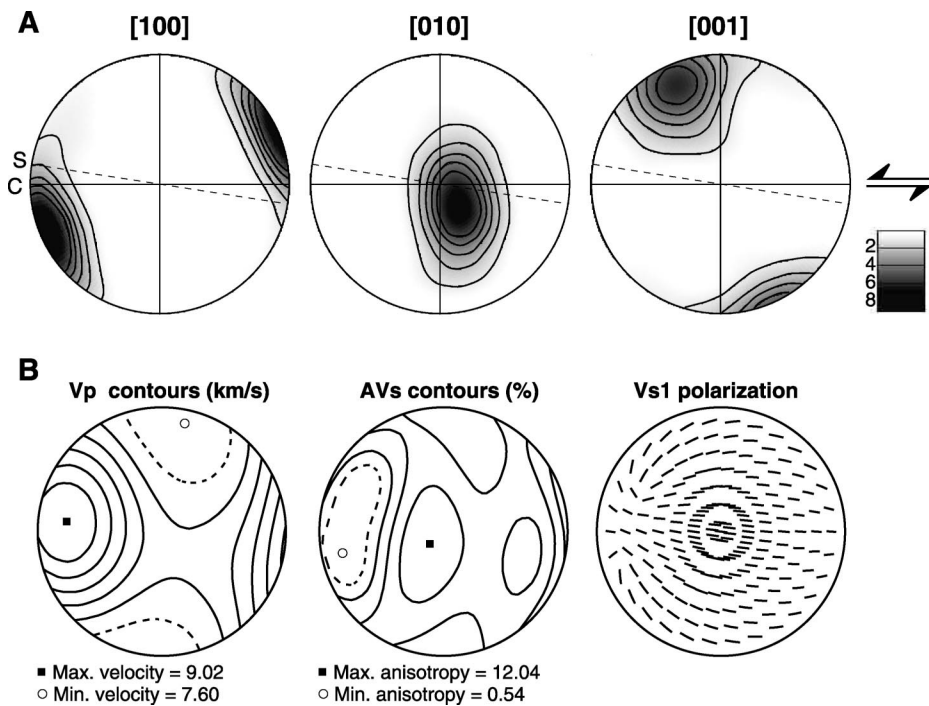 A
[100] [010] [001]
S
C
2
4
6
8
B
Vp contours (km/s) AVs contours (%) Vs1 polarization
■ Max. velocity = 9.02 ■ Max. anisotropy = 12.04
○ Min. velocity = 7.60 ○ Min. anisotropy = 0.54